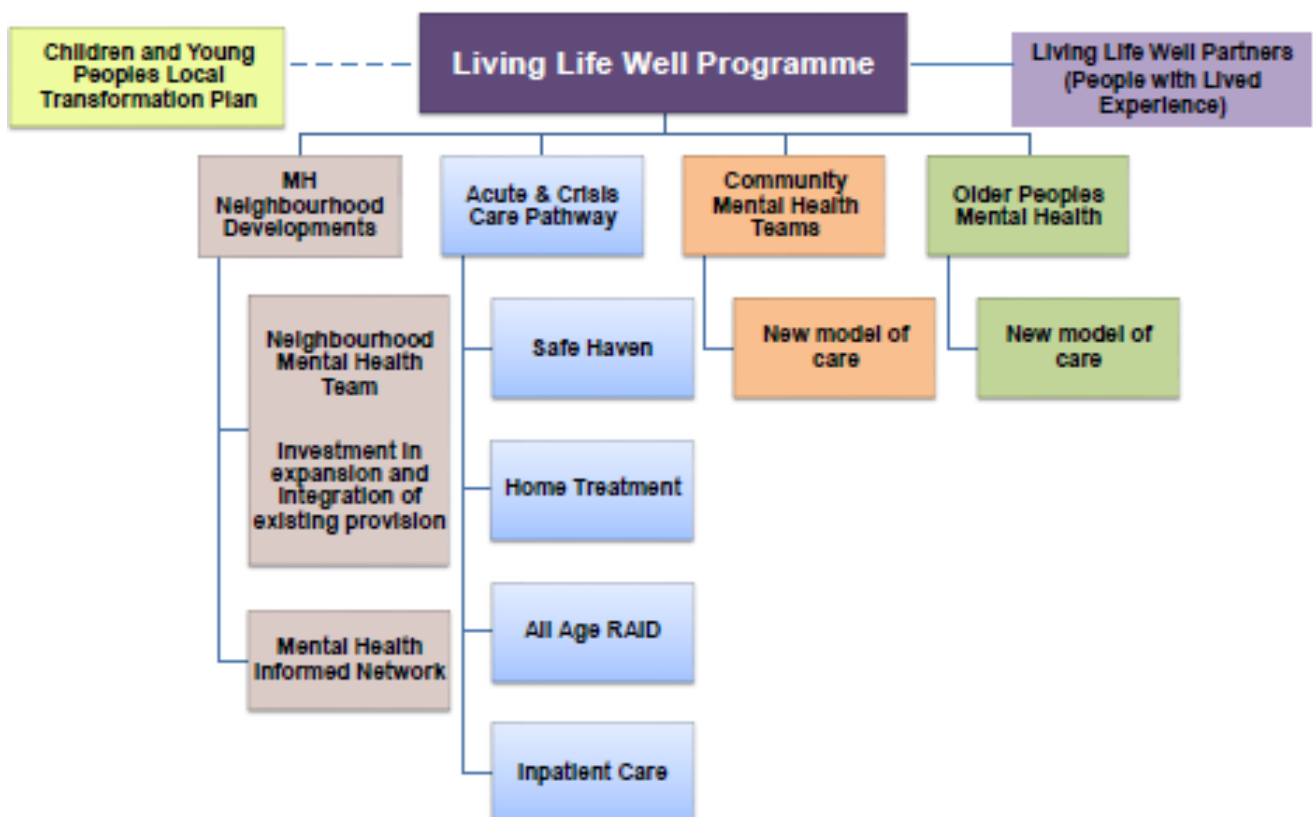 Children and Young
Peoples Local
Transformation Plan
Living Life Well Programme
Living Life Well Partners
(People with Lived
Experience)
MH
Neighbourhood
Developments
Acute & Crisis
Care Pathway
Community
Mental Health
Teams
Older Peoples
Mental Health
Neighbourhood
Mental Health
Team
Investment in
expansion and
integration of
existing provision
Mental Health
Informed Network
Safe Haven
Home Treatment
All Age RAID
Inpatient Care
New model of
care
New model of
care